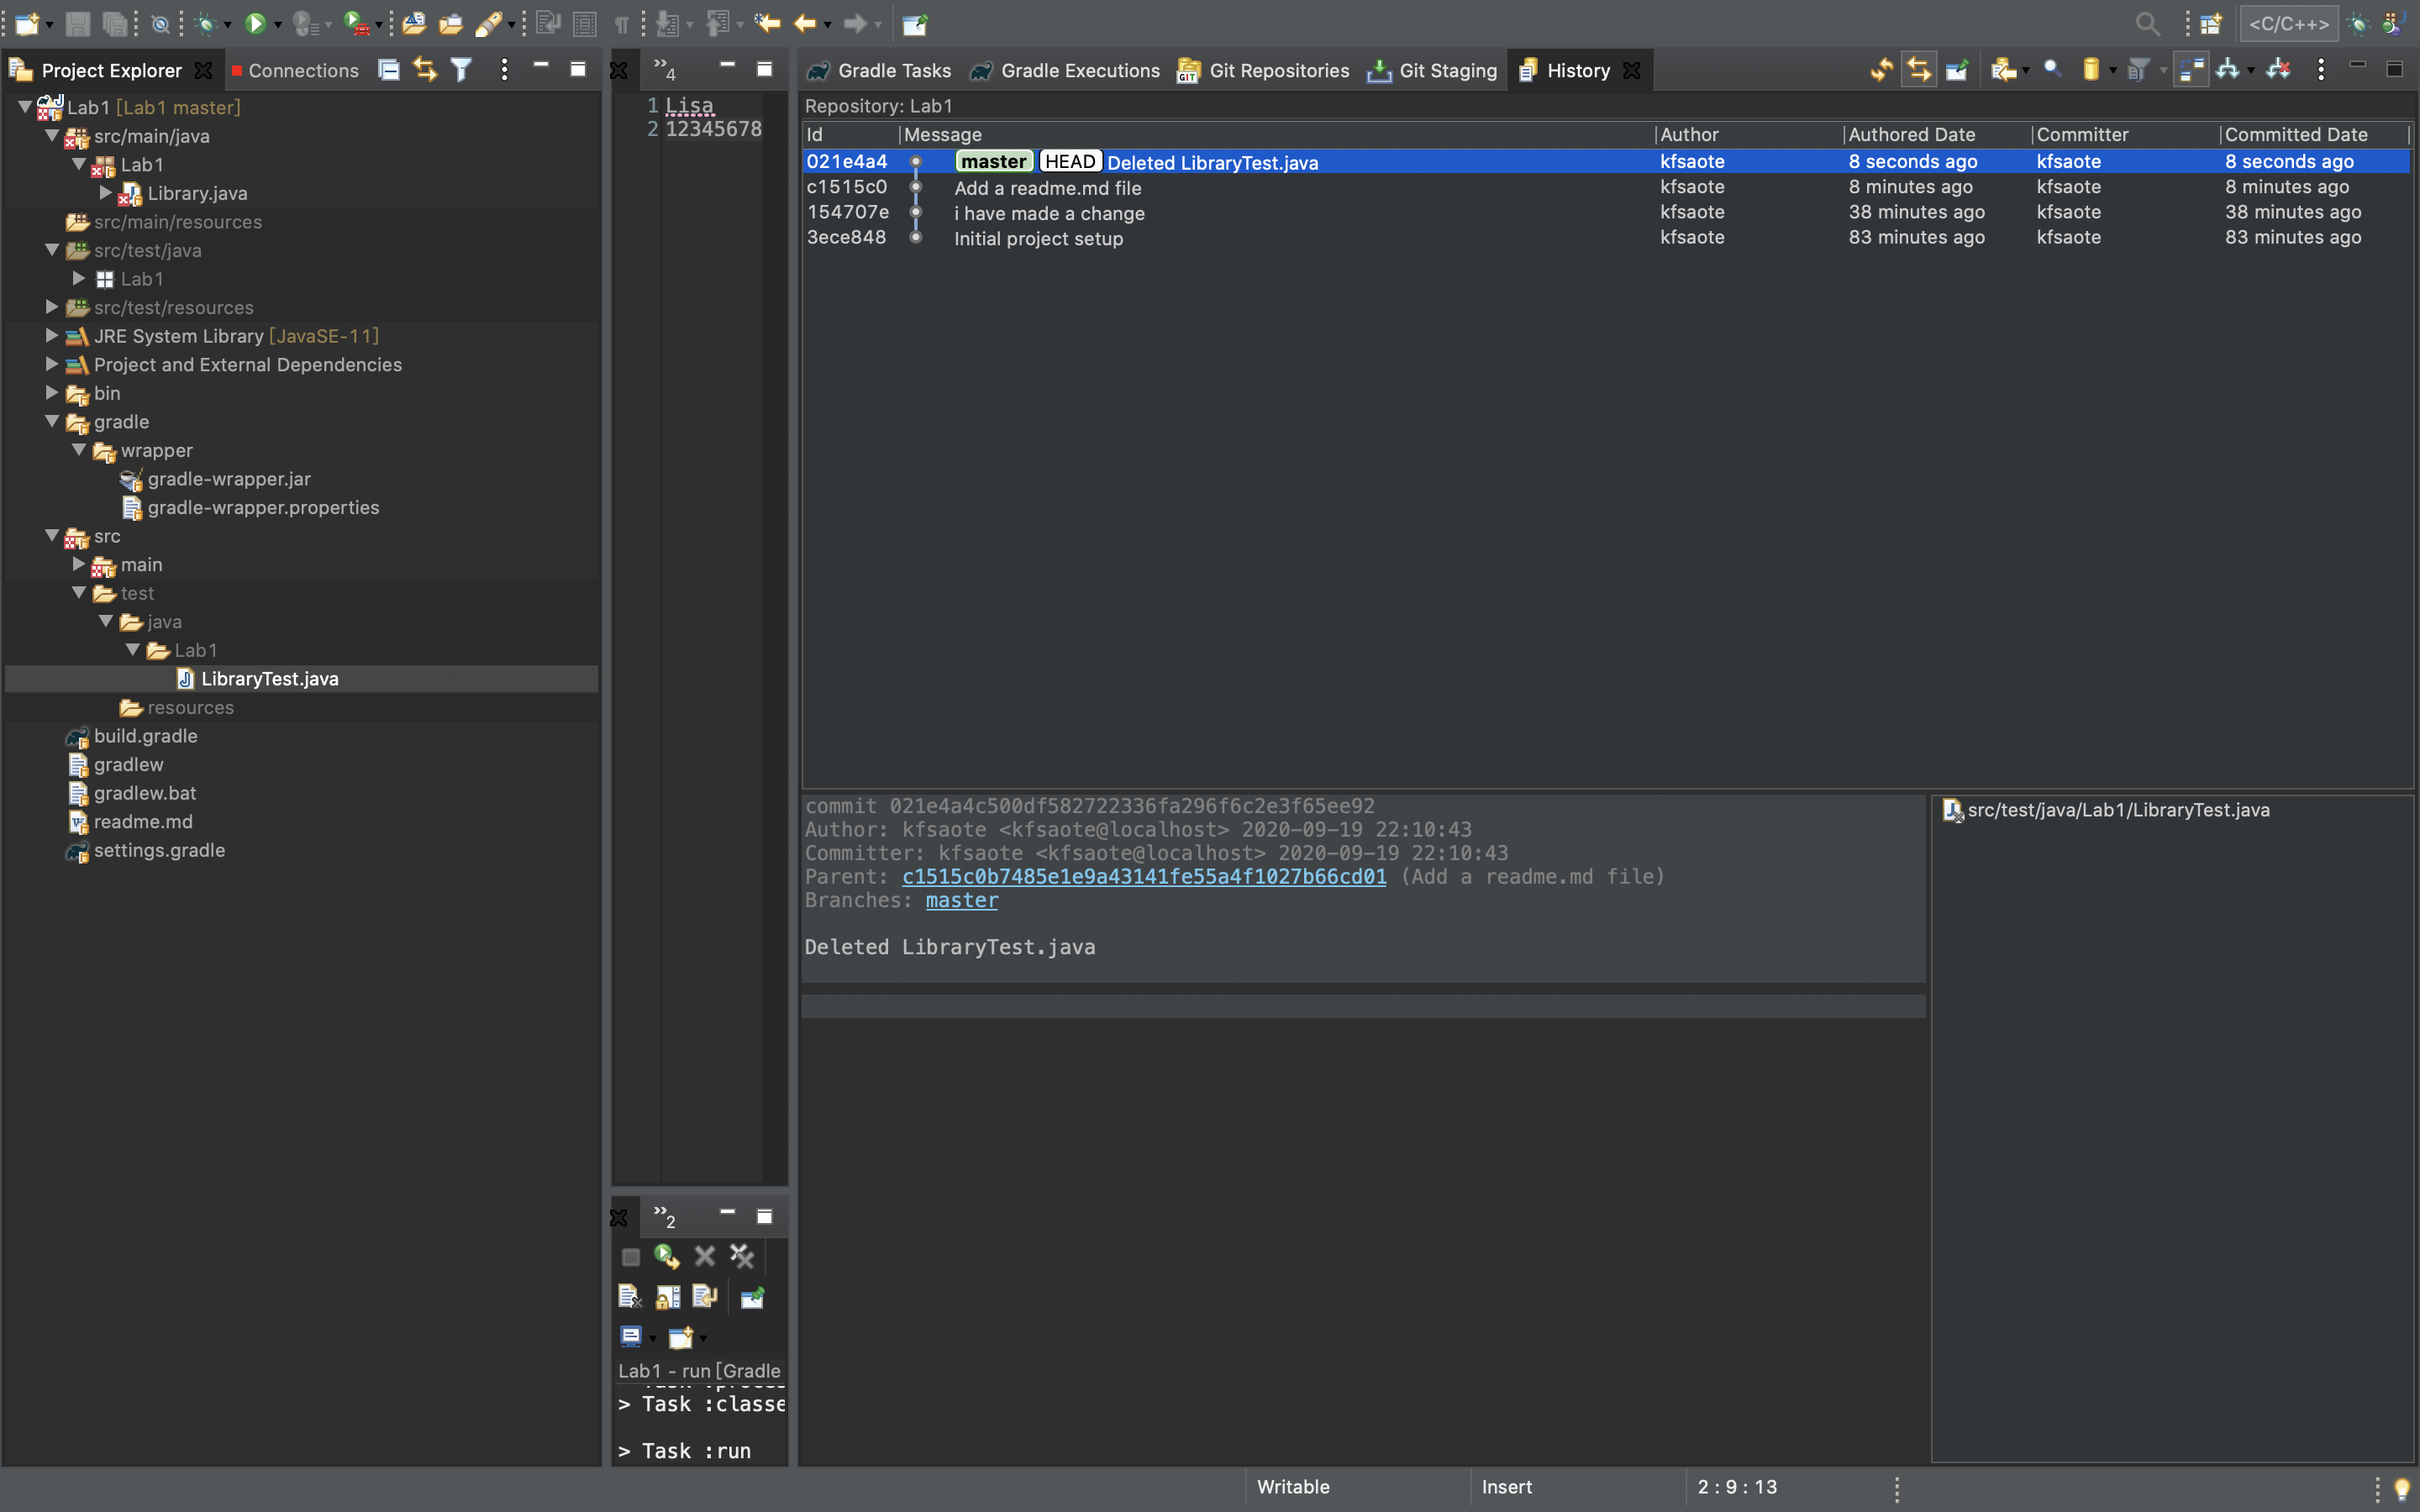 <C/C++>
Project Explorer
Connections
Lab1 [Lab1 master]
src/main/java
Lab1
Library.java
src/main/resources
src/test/java
Lab1
src/test/resources
JRE System Library [JavaSE-11]
Project and External Dependencies
bin
gradle
wrapper
gradle-wrapper.jar
gradle-wrapper.properties
src
main
test
java
Lab1
LibraryTest.java
resources
build.gradle
gradlew
gradlew.bat
readme.md
settings.gradle
»4
1 Lisa
2 12345678
»2
Lab1 - run [Gradle
> Task :classe
> Task :run
Gradle Tasks
Gradle Executions
Git Repositories
Git Staging
History
Repository: Lab1
Id Message Author Authored Date Committer Committed Date
021e4a4 master HEAD Deleted LibraryTest.java kfsaote 8 seconds ago kfsaote 8 seconds ago
c1515c0 Add a readme.md file kfsaote 8 minutes ago kfsaote 8 minutes ago
154707e i have made a change kfsaote 38 minutes ago kfsaote 38 minutes ago
3ece848 Initial project setup kfsaote 83 minutes ago kfsaote 83 minutes ago
commit 021e4a4c500df582722336fa296f6c2e3f65ee92
Author: kfsaote <kfsaote@localhost> 2020-09-19 22:10:43
Committer: kfsaote <kfsaote@localhost> 2020-09-19 22:10:43
Parent: c1515c0b7485e1e9a43141fe55a4f1027b66cd01 (Add a readme.md file)
Branches: master
Deleted LibraryTest.java
src/test/java/Lab1/LibraryTest.java
Writable
Insert
2 : 9 : 13